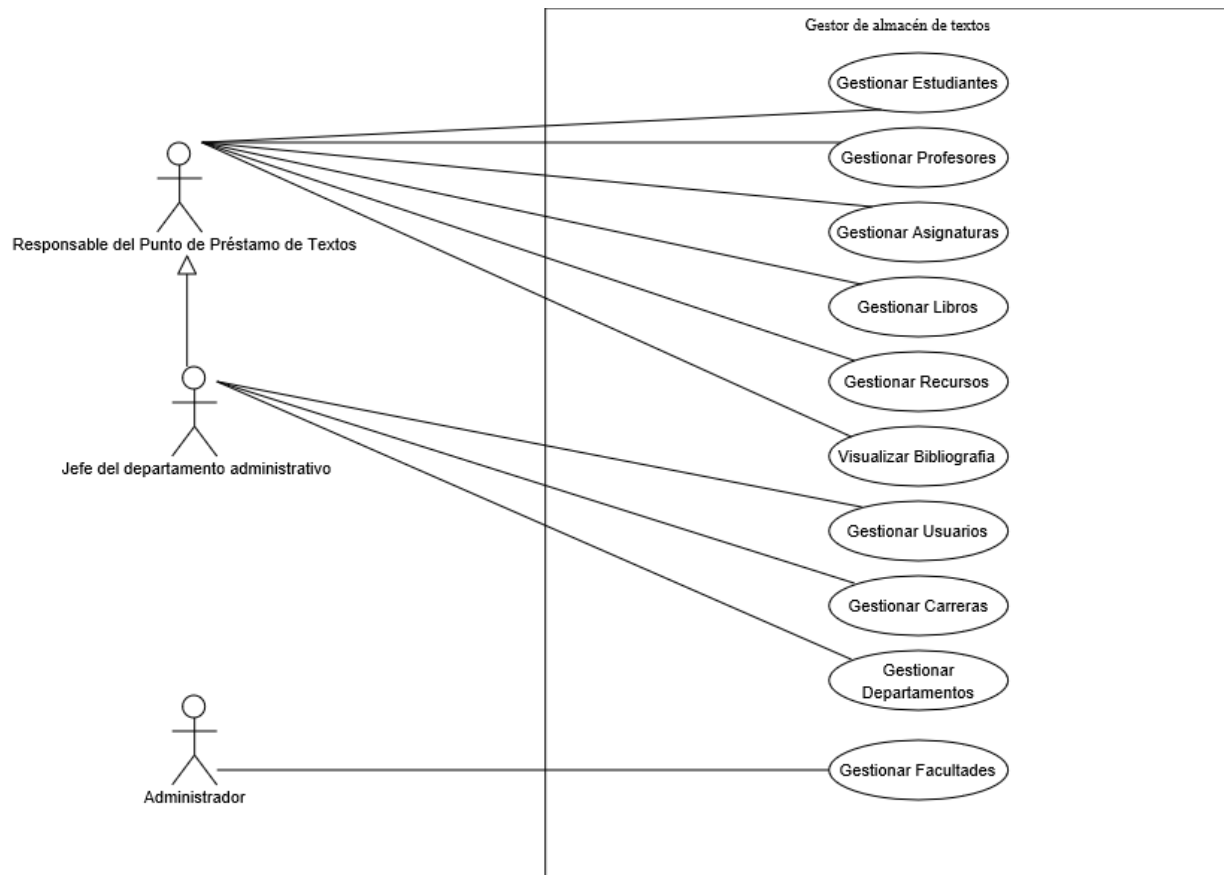 Gestor de almacén de textos
Gestionar Estudiantes
Gestionar Profesores
Responsable del Punto de Préstamo de Textos
Gestionar Asignaturas
Gestionar Libros
Gestionar Recursos
Jefe del departamento administrativo
Visualizar Bibliografia
Gestionar Usuarios
Gestionar Carreras
Gestionar
Departamentos
Administrador
Gestionar Facultades